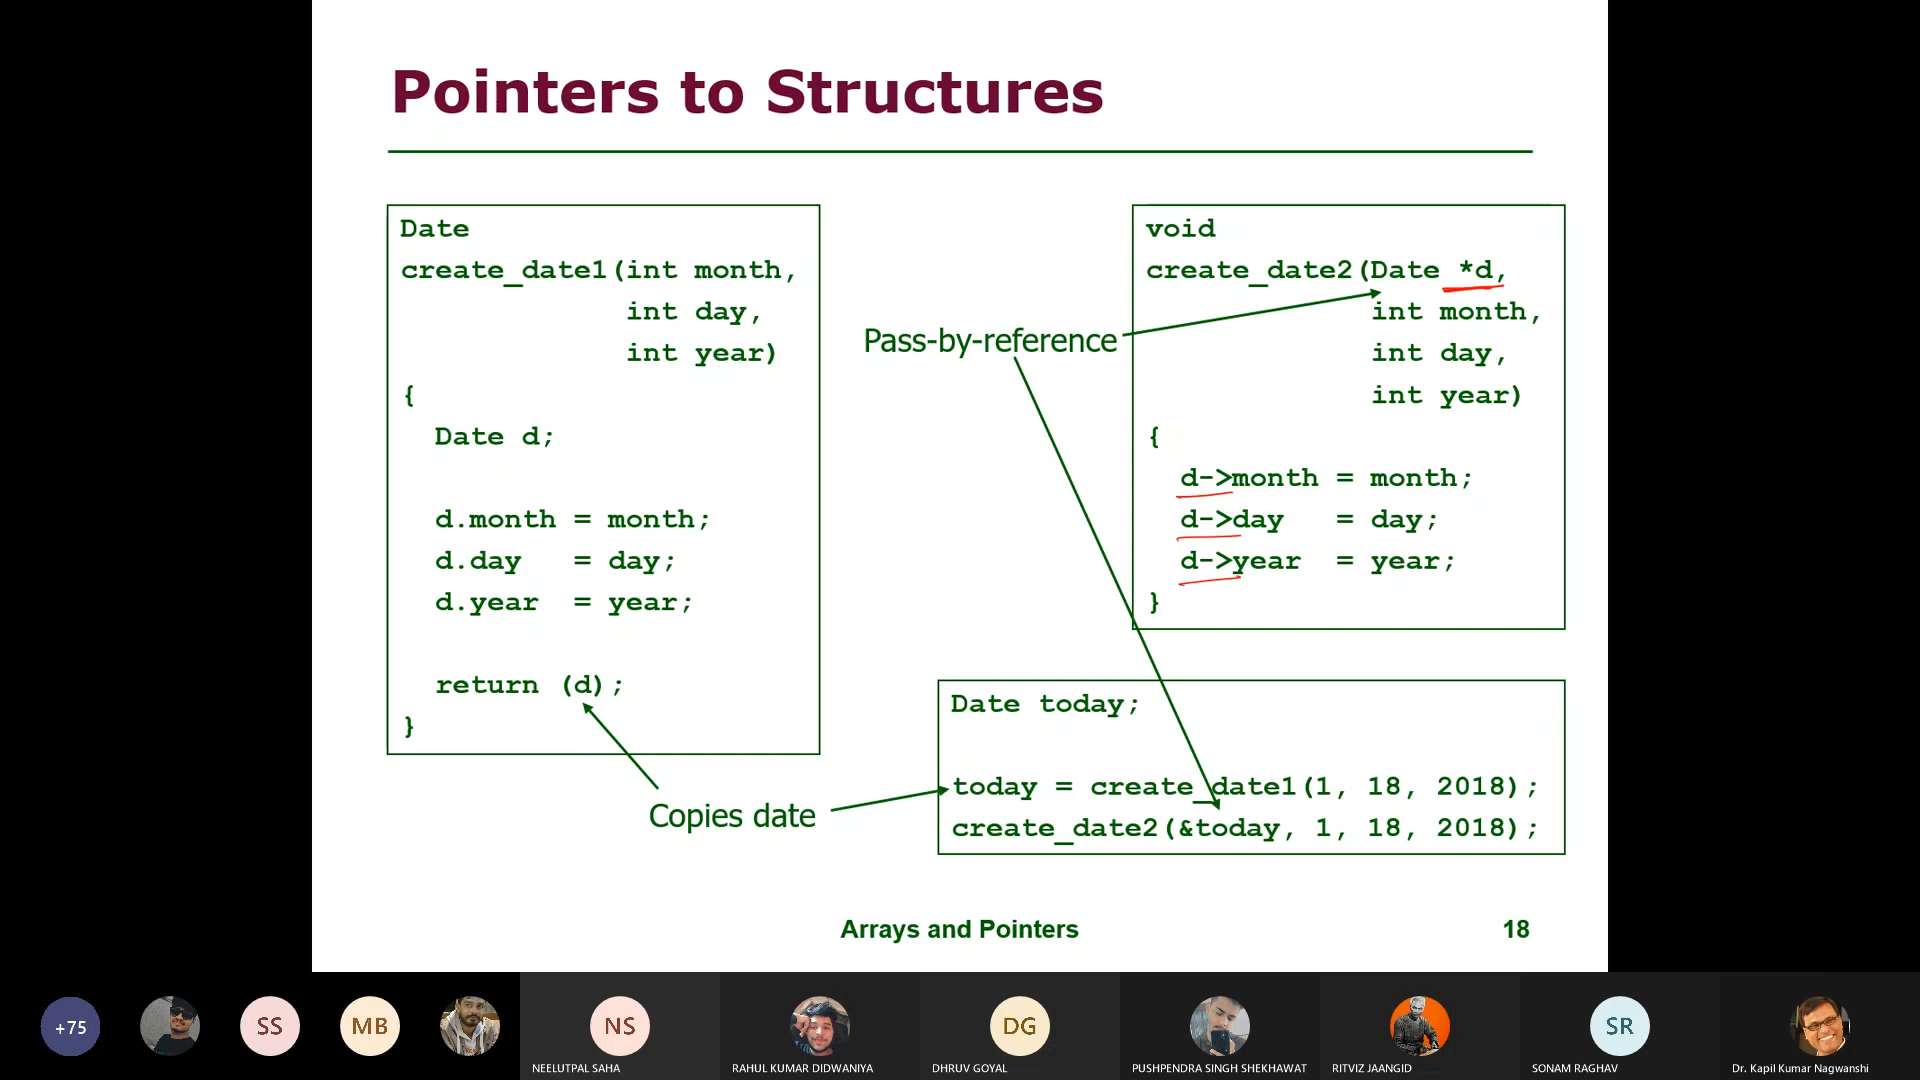 Pointers to Structures
Date
create_date1(int month,
int day,
int year)
{
Date d;
d.month = month;
d.day = day;
d.year = year;
return (d);
}
Copies date
Pass-by-reference
void
create_date2(Date *d,
int month,
int day,
int year)
{
d->month = month;
d->day = day;
d->year = year;
}
Date today;
today = create_date1(1, 18, 2018);
create_date2(&today, 1, 18, 2018);
Arrays and Pointers
18
+75
SS
MB
NS
DG
SR
NEELUTPAL SAHA
RAHUL KUMAR DIDWANIYA
DHRUV GOYAL
PUSHPENDRA SINGH SHEKHAWAT
RITVIZ JAANGID
SONAM RAGHAV
Dr. Kapil Kumar Nagwanshi